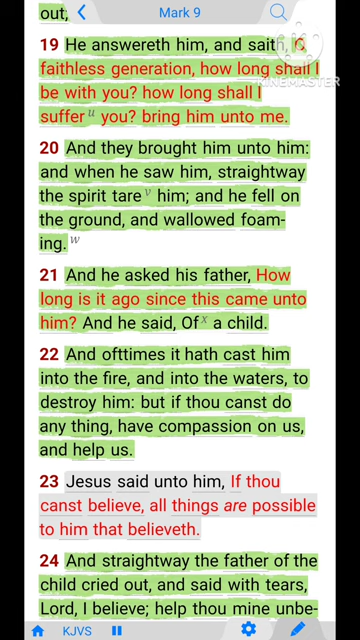 Mark 9
out;
19 He answereth him, and saith, O
faithless generation, how long shall I
be with you? how long shall I
suffer u you? bring him unto me.
20 And they brought him unto him:
and when he saw him, straightway
the spirit tare v him; and he fell on
the ground, and wallowed foam-
ing. w
21 And he asked his father, How
long is it ago since this came unto
him? And he said, Of x a child.
22 And ofttimes it hath cast him
into the fire, and into the waters, to
destroy him: but if thou canst do
any thing, have compassion on us,
and help us.
23 Jesus said unto him, If thou
canst believe, all things are possible
to him that believeth.
24 And straightway the father of the
child cried out, and said with tears,
Lord, I believe; help thou mine unbe-
KJVS
KINEMASTER